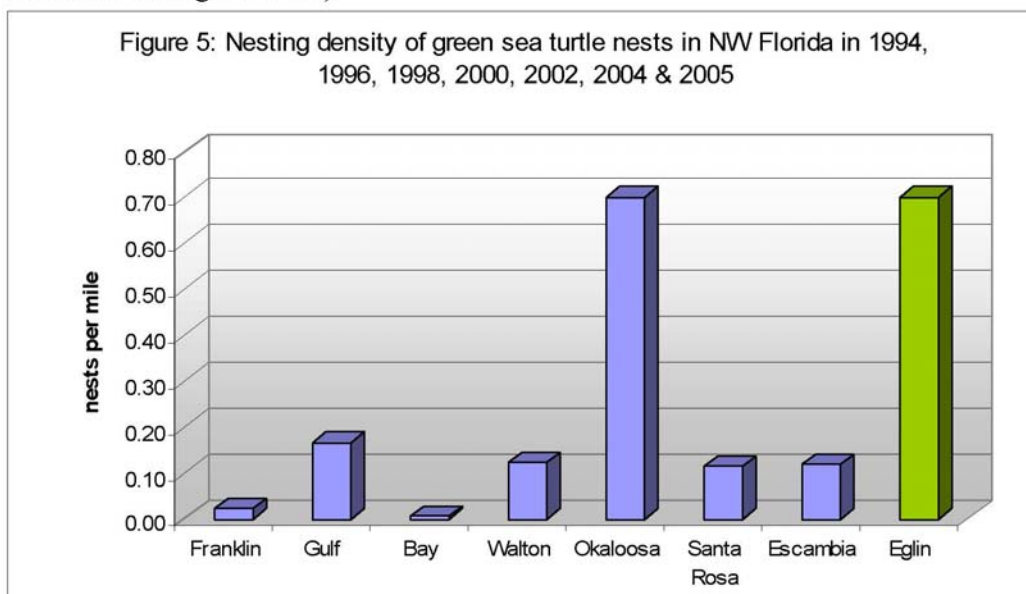 Figure 5: Nesting density of green sea turtle nests in NW Florida in 1994,
1996, 1998, 2000, 2002, 2004 & 2005
nests per mile
0.80
0.70
0.60
0.50
0.40
0.30
0.20
0.10
0.00
Franklin Gulf Bay Walton Okaloosa Santa Rosa Escambia Eglin